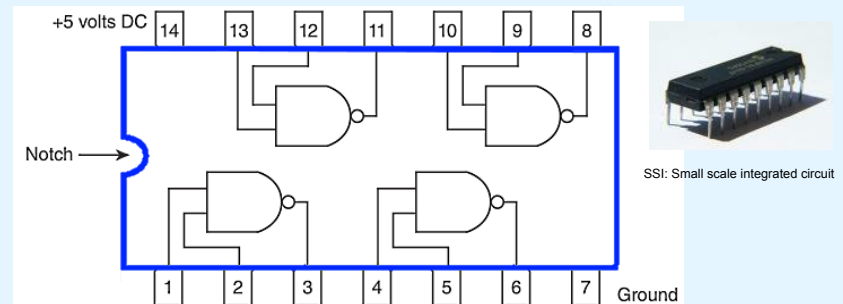 +5 volts DC
14 13 12 11 10 9 8
Notch
SSI: Small scale integrated circuit
1 2 3 4 5 6 7
Ground